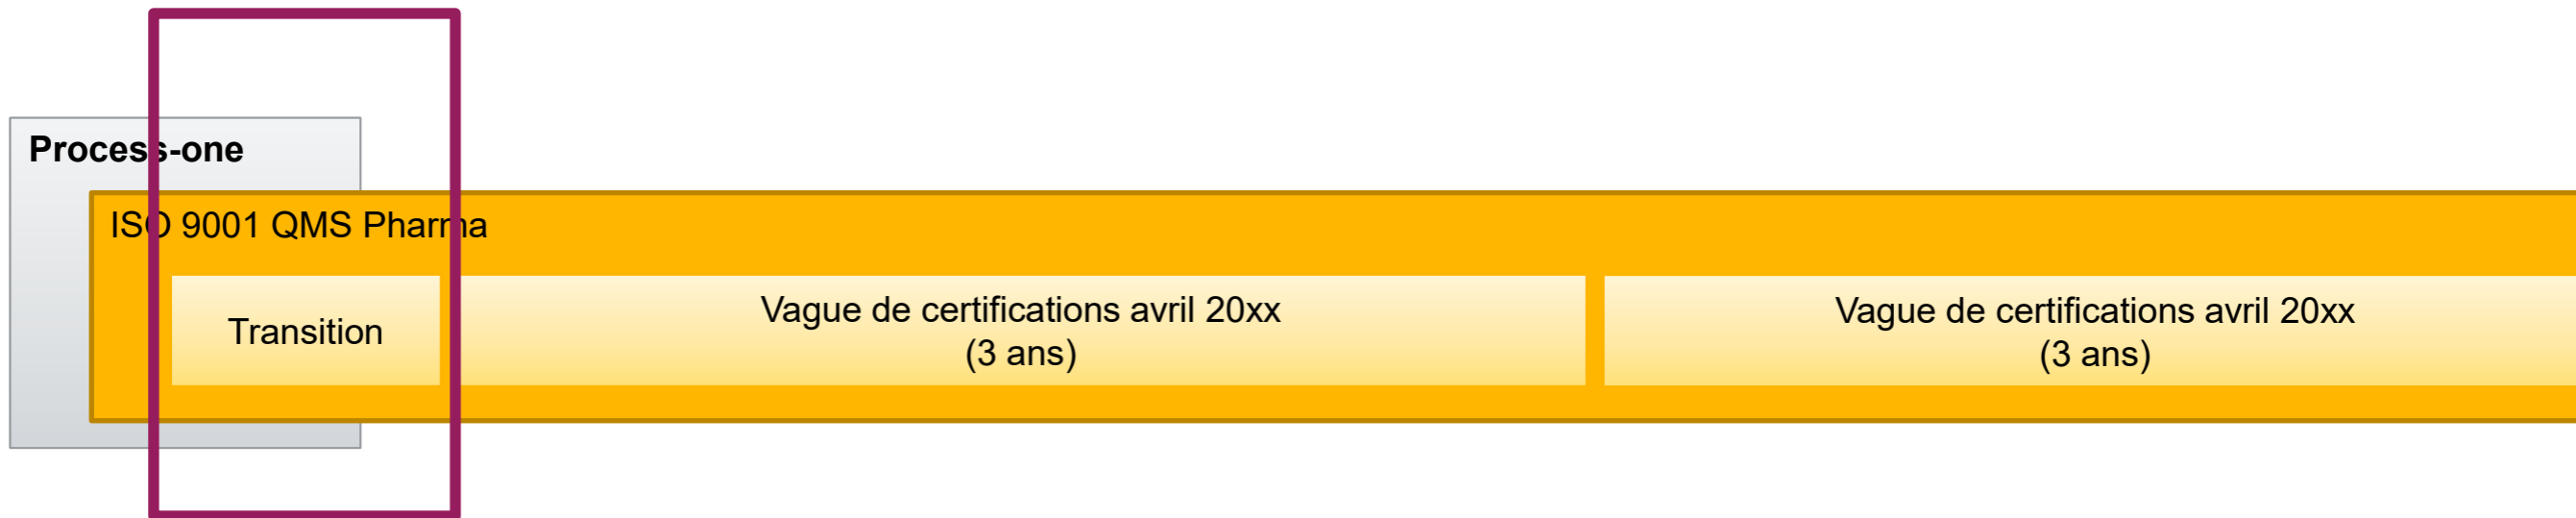 Process-one
ISO 9001 QMS Pharma
Transition
Vague de certifications avril 20xx
(3 ans)
Vague de certifications avril 20xx
(3 ans)